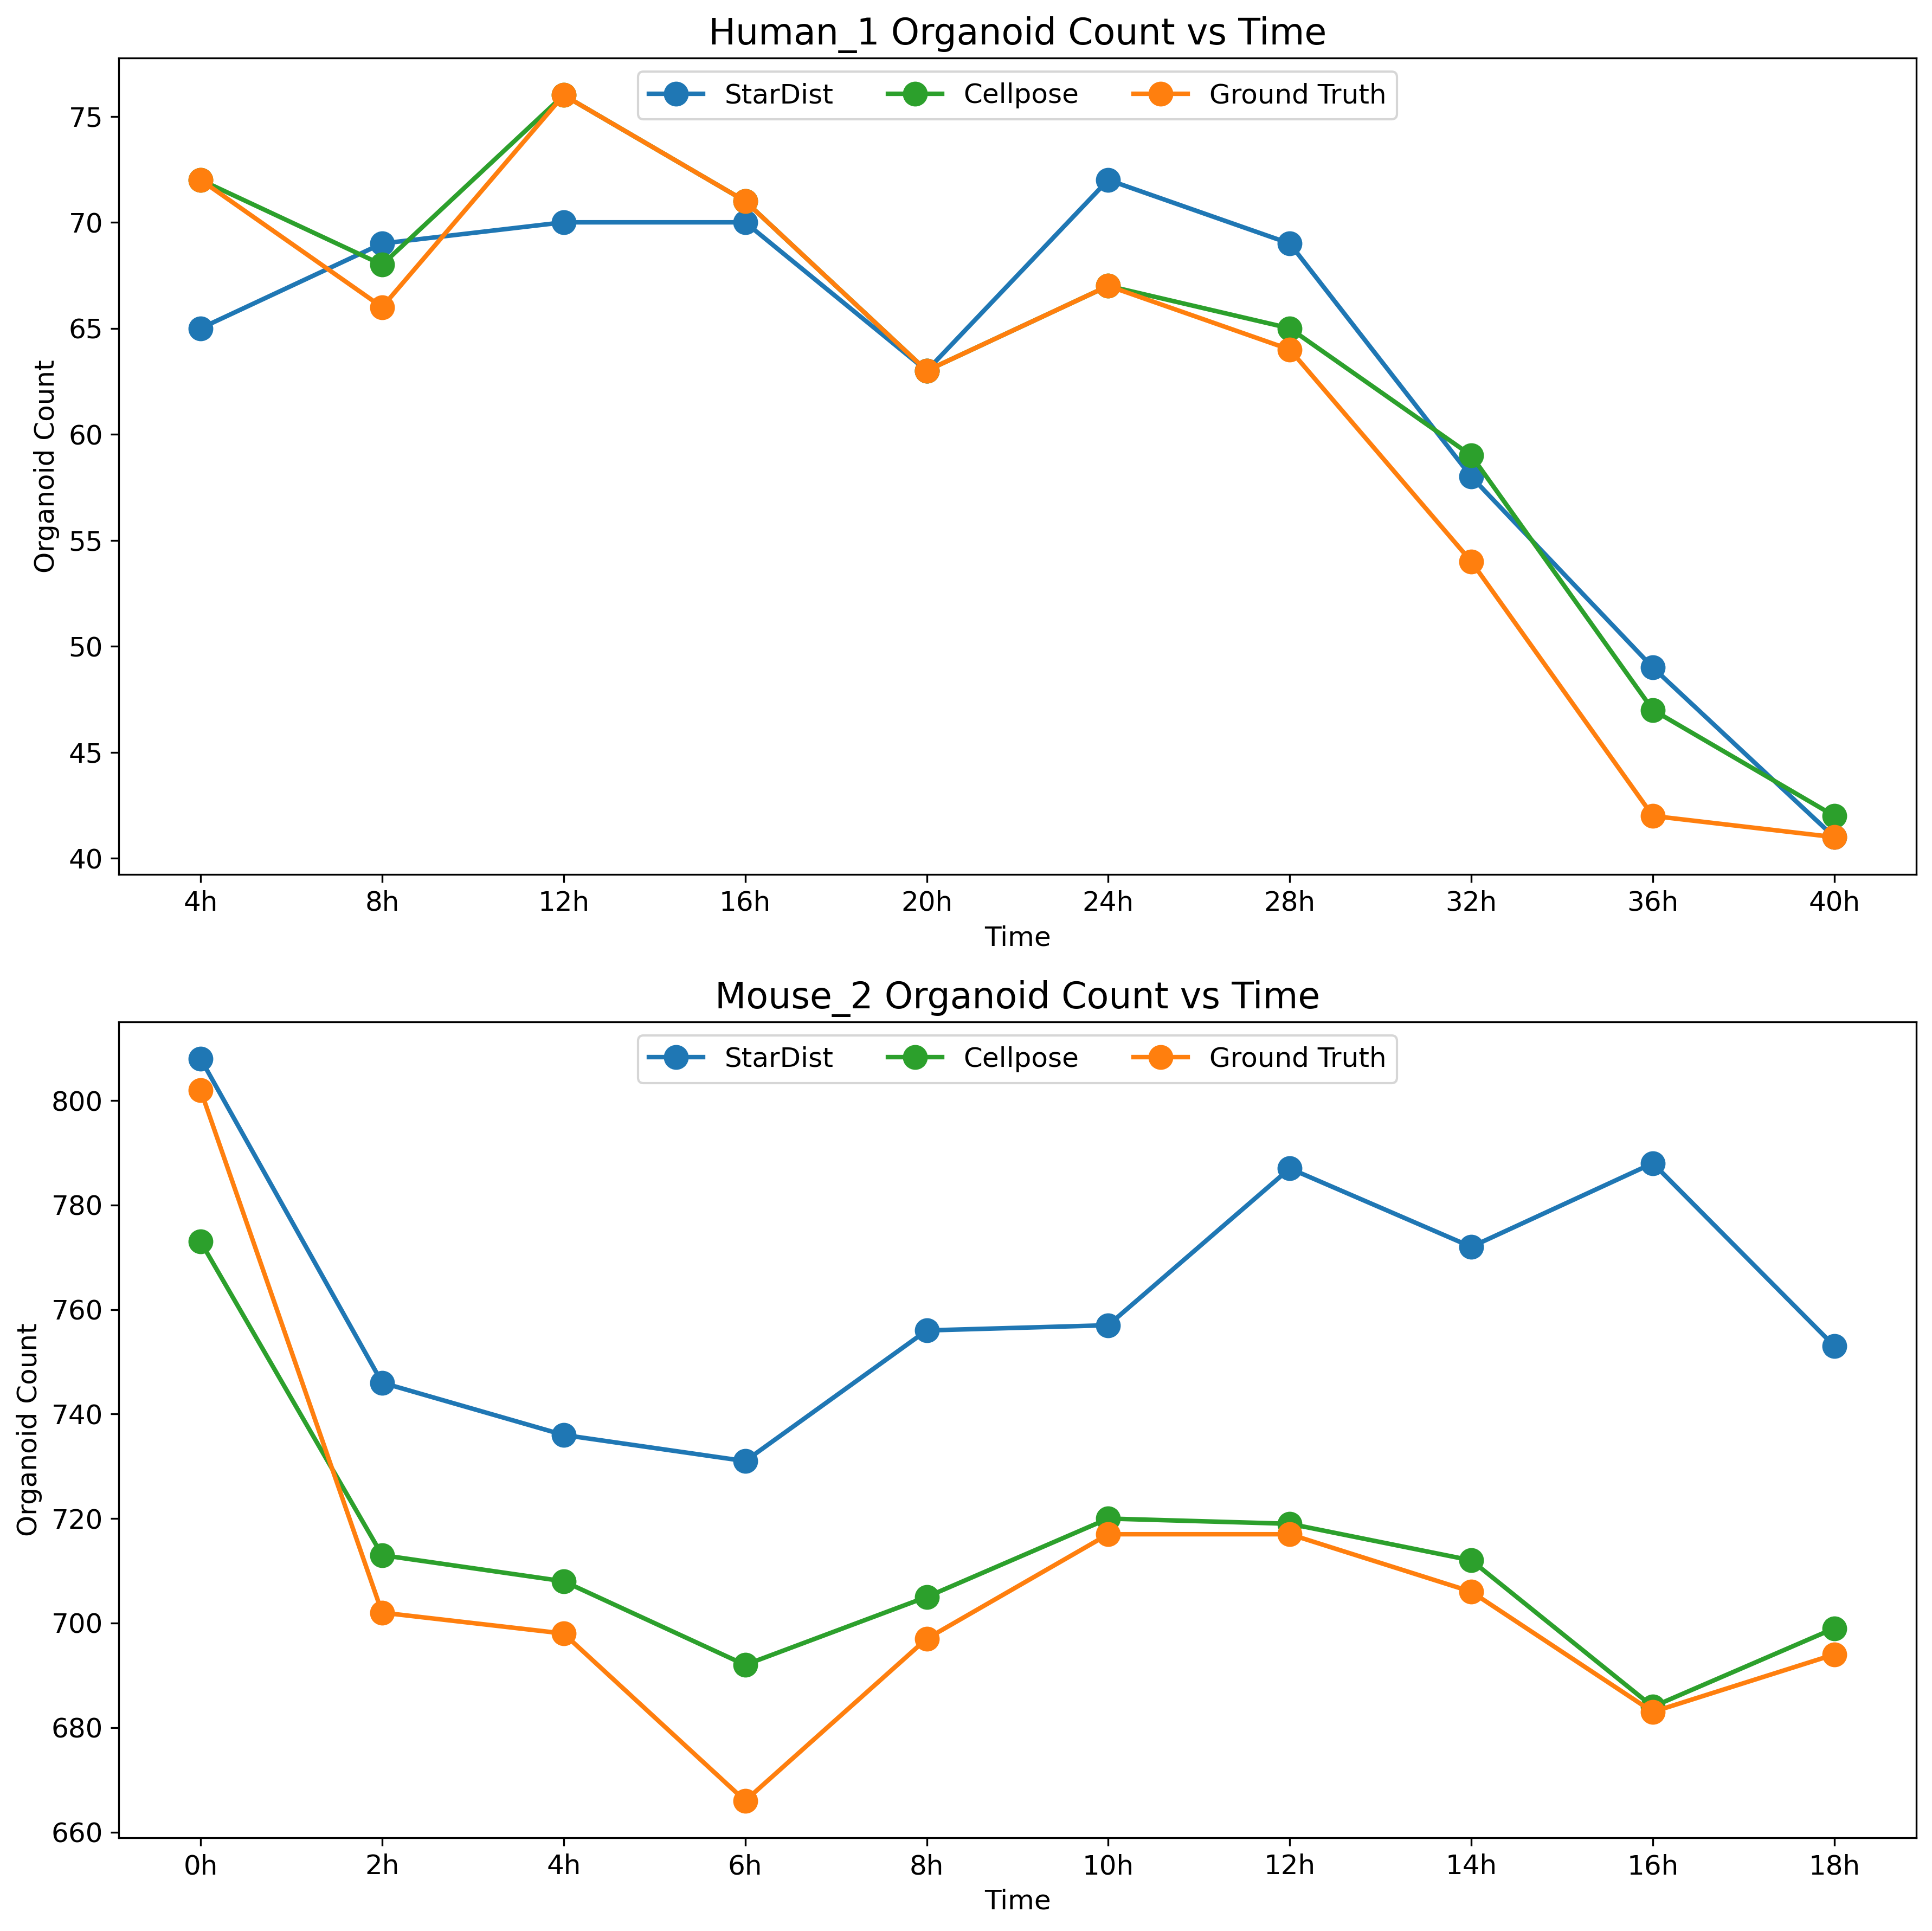 Human_1 Organoid Count vs Time
StarDist Cellpose Ground Truth
75
70
65
60
55
50
45
40
Organoid Count
4h 8h 12h 16h 20h 24h 28h 32h 36h 40h
Time
Mouse_2 Organoid Count vs Time
StarDist Cellpose Ground Truth
800
780
760
740
720
700
680
660
Organoid Count
0h 2h 4h 6h 8h 10h 12h 14h 16h 18h
Time